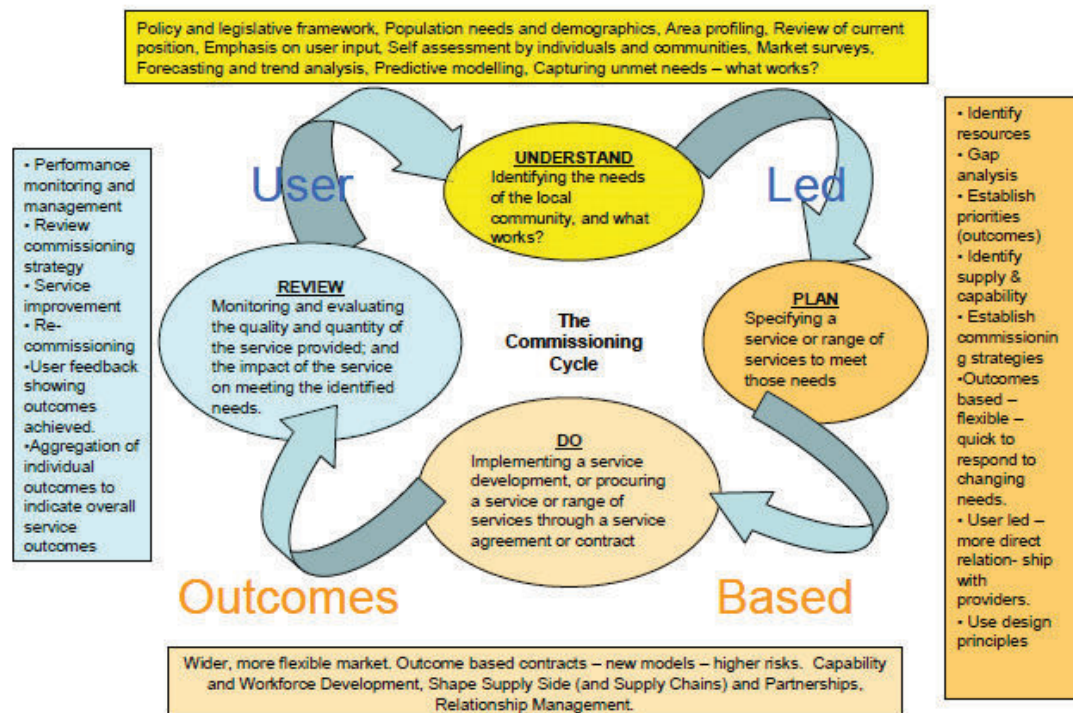 Policy and legislative framework, Population needs and demographics, Area profiling, Review of current
position, Emphasis on user input, Self assessment by individuals and communities, Market surveys,
Forecasting and trend analysis, Predictive modelling, Capturing unmet needs – what works?
User
Led
UNDERSTAND
Identifying the needs
of the local
community, and what
works?
• Identify
resources
• Gap
analysis
• Establish
priorities
(outcomes)
• Identify
supply &
capability
• Establish
commissionin
g strategies
•Outcomes
based –
flexible –
quick to
respond to
changing
needs.
• User led –
more direct
relation- ship
with
providers.
• Use design
principles
PLAN
Specifying a
service or range of
services to meet
those needs
The
Commissioning
Cycle
DO
Implementing a service
development, or procuring
a service or range of
services through a service
agreement or contract
REVIEW
Monitoring and evaluating
the quality and quantity of
the service provided; and
the impact of the service
on meeting the identified
needs.
• Performance
monitoring and
management
• Review
commissioning
strategy
• Service
improvement
• Re-
commissioning
•User feedback
showing
outcomes
achieved.
•Aggregation of
individual
outcomes to
indicate overall
service
outcomes
Outcomes
Based
Wider, more flexible market. Outcome based contracts – new models – higher risks. Capability
and Workforce Development, Shape Supply Side (and Supply Chains) and Partnerships,
Relationship Management.